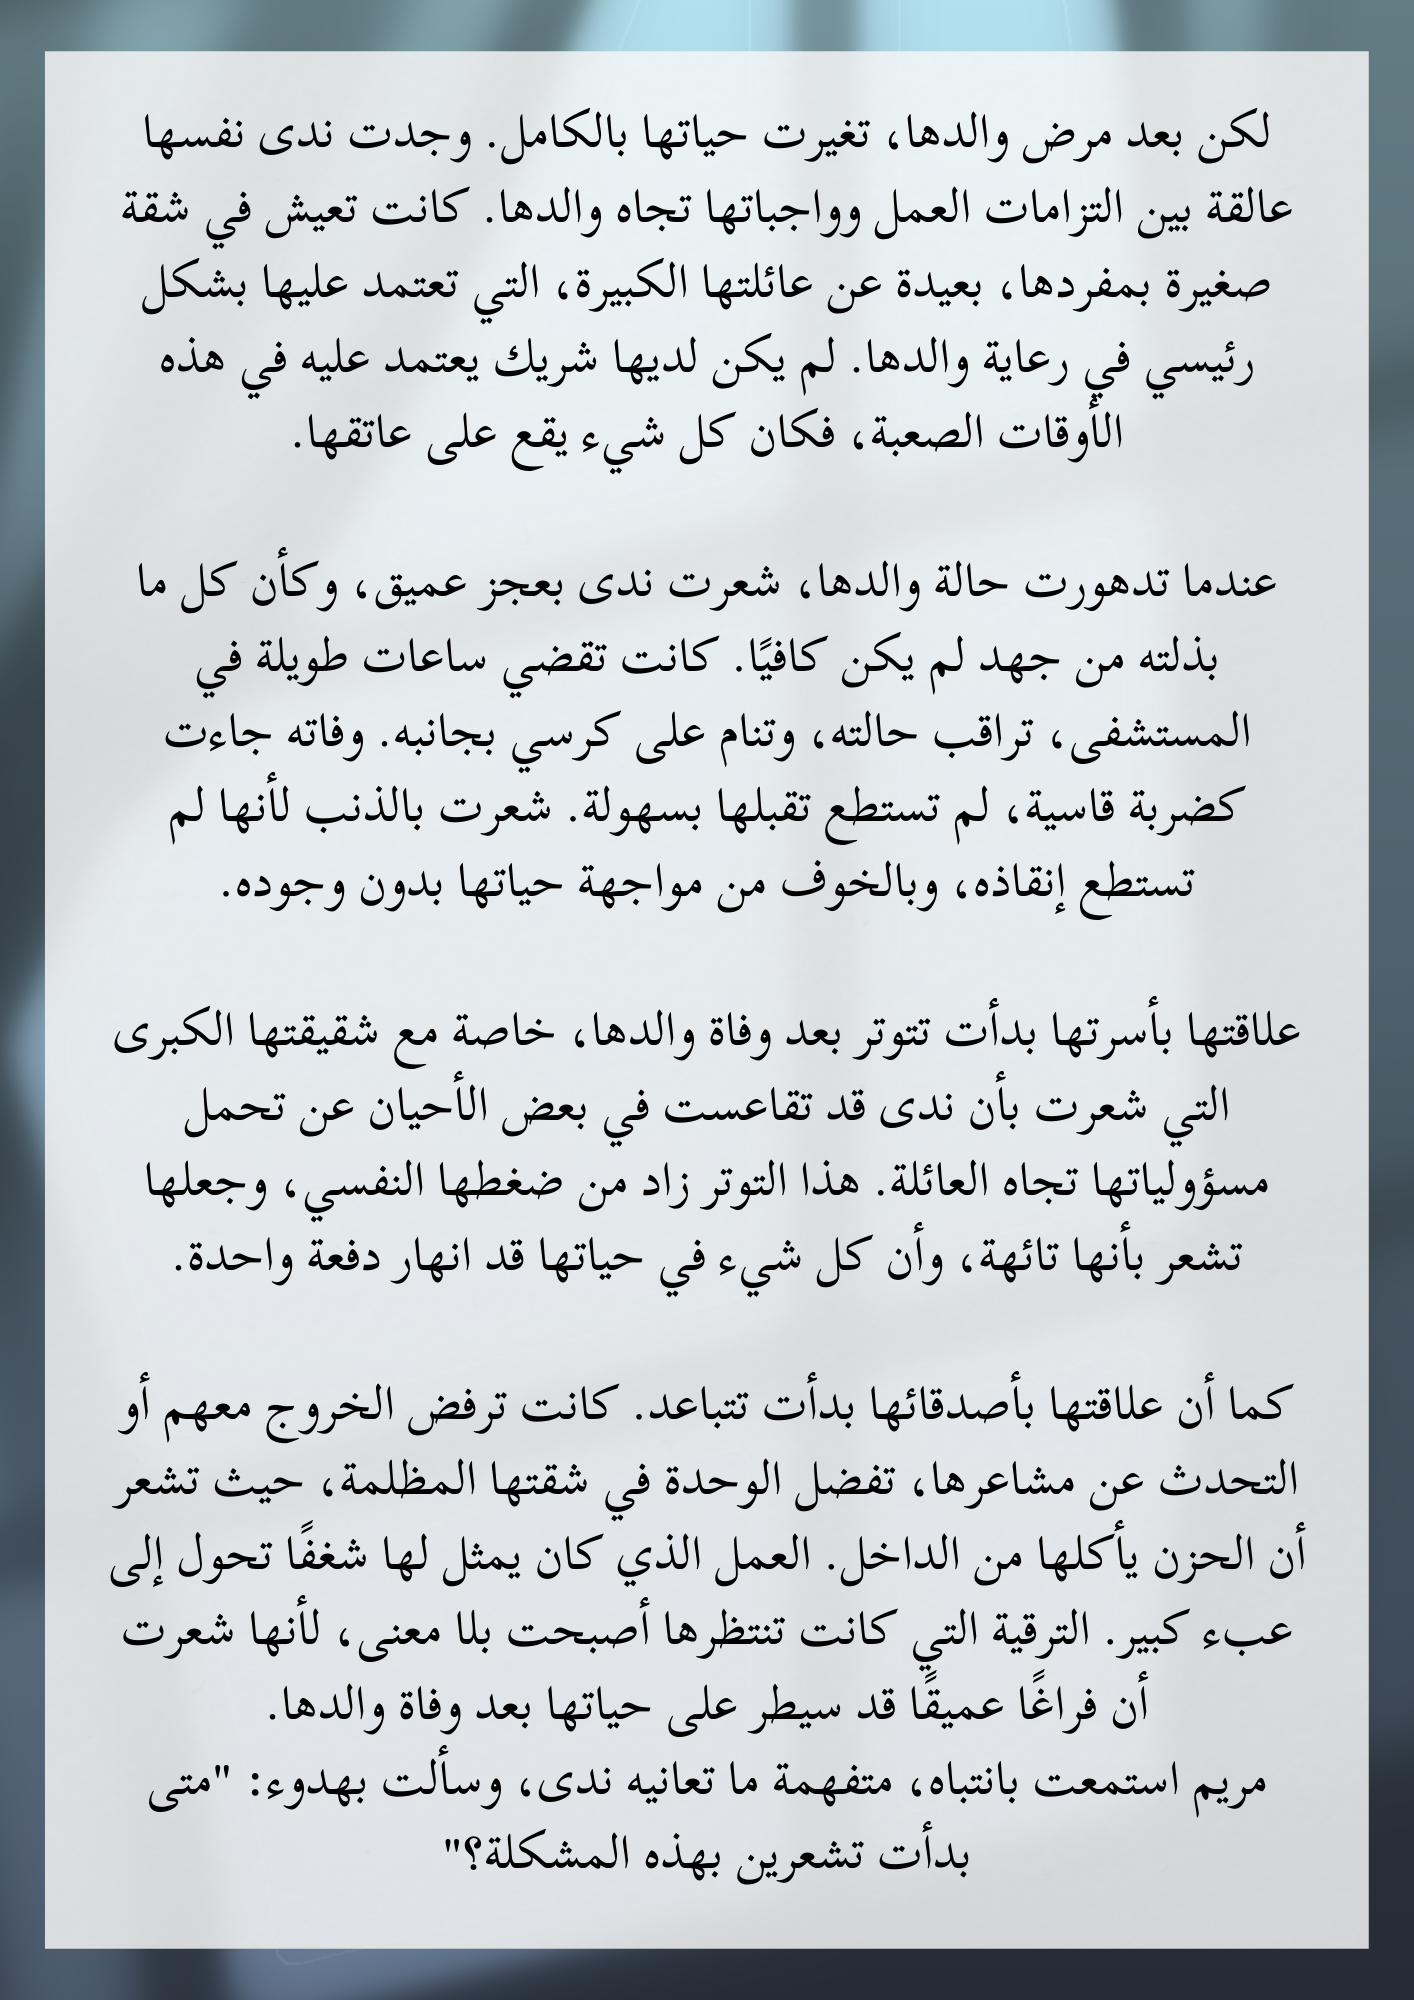 لكن بعد مرض والدها، تغيرت حياتها بالكامل. وجدت ندى نفسها
عالقة بين التزامات العمل وواجباتها تجاه والدها. كانت تعيش في شقة
صغيرة بمفردها، بعيدة عن عائلتها الكبيرة، التي تعتمد عليها بشكل
رئيسي في رعاية والدها. لم يكن لديها شريك يعتمد عليه في هذه
الأوقات الصعبة، فكان كل شيء يقع على عاتقها.
عندما تدهورت حالة والدها، شعرت ندى بعجز عميق، وكأن كل ما
بذلته من جهد لم يكن كافيًا. كانت تقضي ساعات طويلة في
المستشفى، تراقب حالته، وتنام على كرسي بجانبه. وفاته جاءت
كضربة قاسية، لم تستطع تقبلها بسهولة. شعرت بالذنب لأنها لم
تستطع إنقاذه، وبالخوف من مواجهة حياتها بدون وجوده.
علاقتها بأسرتها بدأت تتوتر بعد وفاة والدها، خاصة مع شقيقتها الكبرى
التي شعرت بأن ندى قد تقاعست في بعض الأحيان عن تحمل
مسؤولياتها تجاه العائلة. هذا التوتر زاد من ضغطها النفسي، وجعلها
تشعر بأنها تائهة، وأن كل شيء في حياتها قد انهار دفعة واحدة.
كما أن علاقتها بأصدقائها بدأت تتباعد. كانت ترفض الخروج معهم أو
التحدث عن مشاعرها، تفضل الوحدة في شقتها المظلمة، حيث تشعر
أن الحزن يأكلها من الداخل. العمل الذي كان يمثل لها شغفًا تحول إلى
عبء كبير. الترقية التي كانت تنتظرها أصبحت بلا معنى، لأنها شعرت
أن فراغًا عميقًا قد سيطر على حياتها بعد وفاة والدها.
مريم استمعت بانتباه، متفهمة ما تعانيه ندى، وسألت بهدوء: "متى
بدأت تشعرين بهذه المشكلة؟"